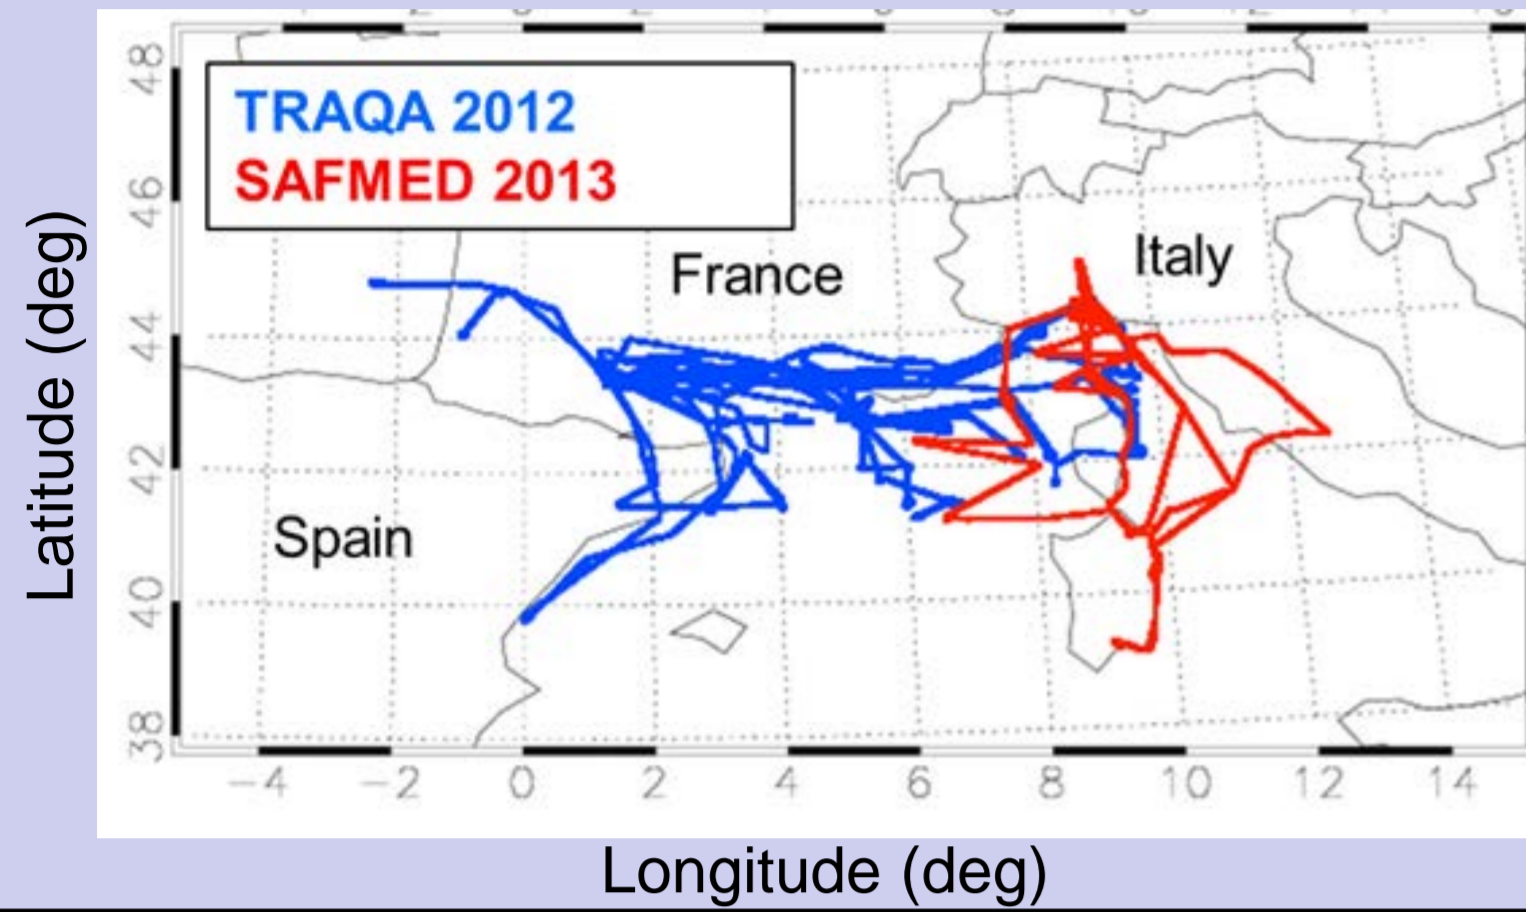 TRAQA 2012
SAFMED 2013
France
Italy
Spain
Latitude (deg)
48
46
44
42
40
38
−4 −2 0 2 4 6 8 10 12 14
Longitude (deg)